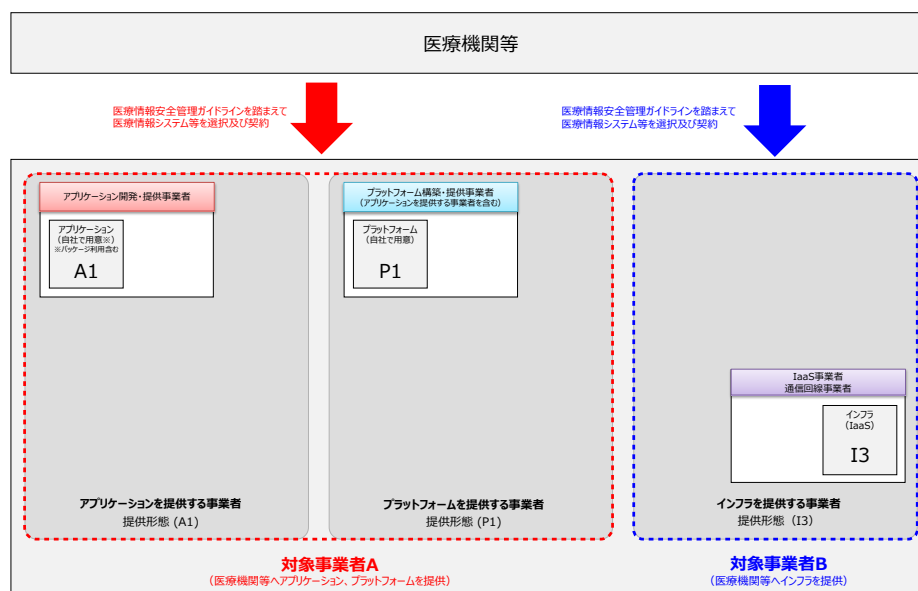 医療機関等
医療情報安全管理ガイドラインを踏まえて
医療情報システム等を選択及び契約
医療情報安全管理ガイドラインを踏まえて
医療情報システム等を選択及び契約
アプリケーション開発・提供事業者
アプリケーション
(自社で用意※)
※パッケージ利用含む
A1
プラットフォーム構築・提供事業者
(アプリケーションを提供する事業者を含む)
プラットフォーム
(自社で用意)
P1
IaaS事業者
通信回線事業者
インフラ
(IaaS)
I3
アプリケーションを提供する事業者
提供形態 (A1)
プラットフォームを提供する事業者
提供形態 (P1)
インフラを提供する事業者
提供形態（I3）
対象事業者A
（医療機関等へアプリケーション、プラットフォームを提供）
対象事業者B
（医療機関等へインフラを提供）